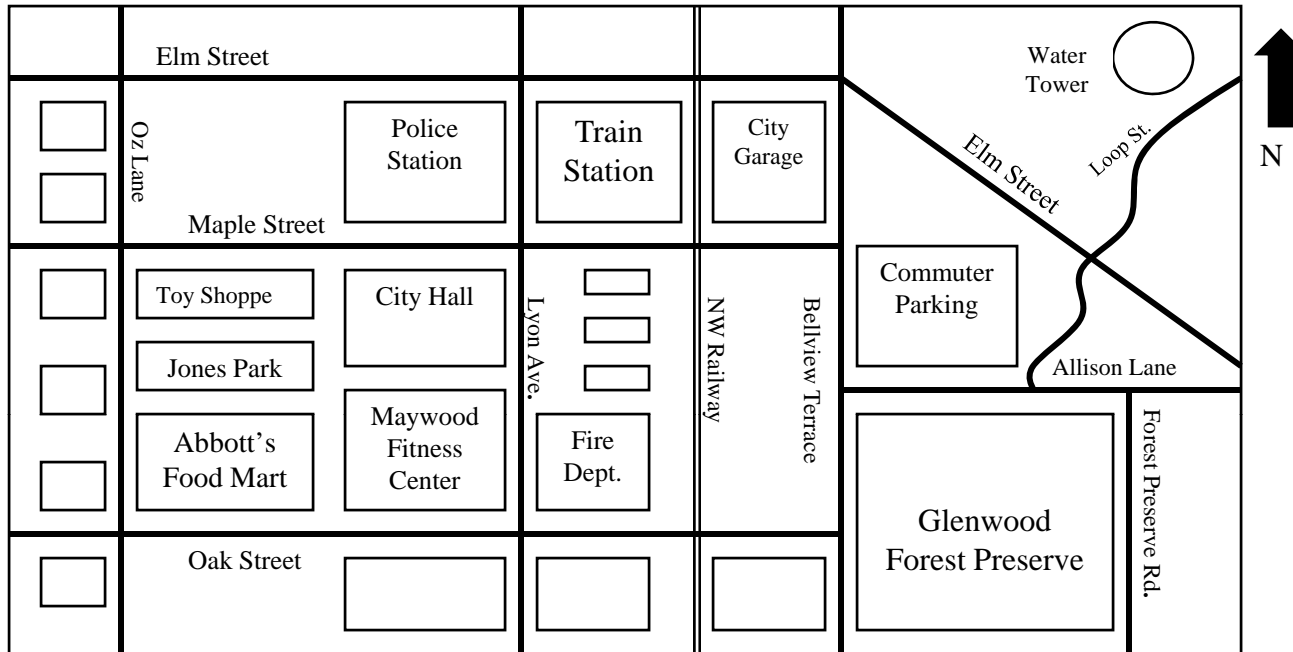 Elm Street
Water
Tower
Oz Lane
Police
Station
Train
Station
City
Garage
Elm Street
Loop St.
N
Maple Street
Toy Shoppe
City Hall
Lyon Ave.
NW Railway
Bellview Terrace
Commuter
Parking
Jones Park
Allison Lane
Abbott’s
Food Mart
Maywood
Fitness
Center
Fire
Dept.
Glenwood
Forest Preserve
Forest Preserve Rd.
Oak Street